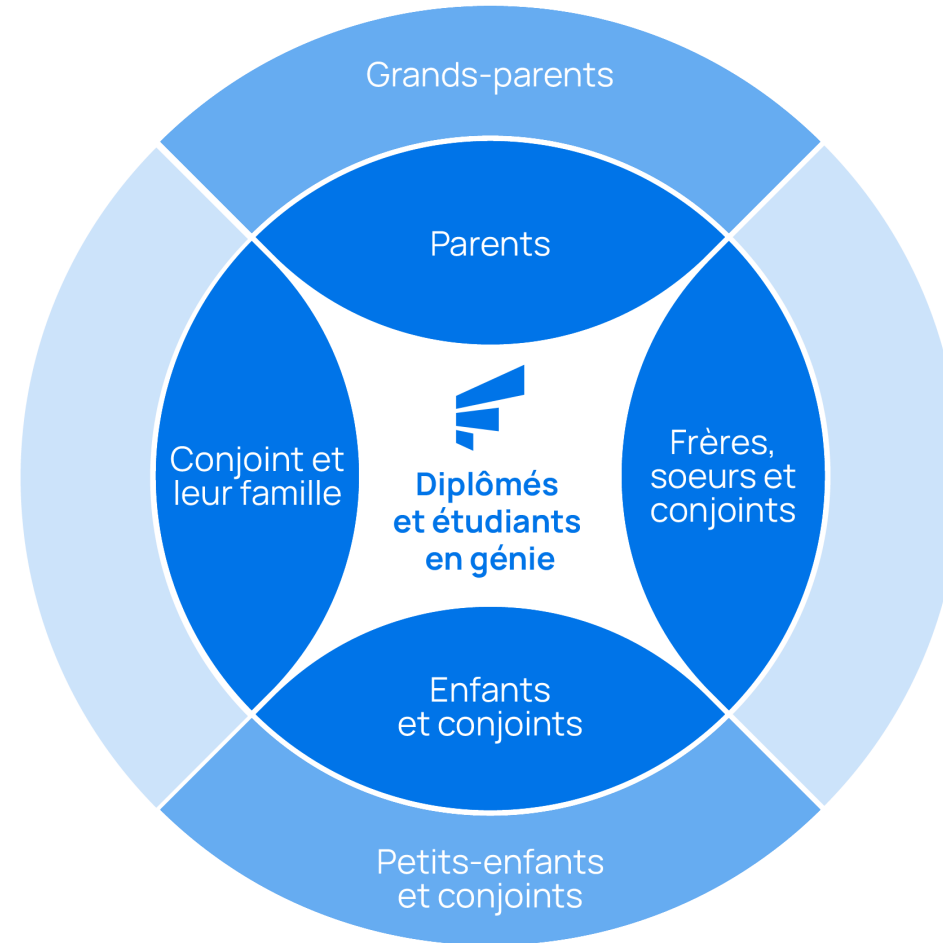 Grands-parents
Parents
Conjoint et
leur famille
Diplômés
et étudiants
en génie
Frères,
soeurs et
conjoints
Enfants
et conjoints
Petits-enfants
et conjoints